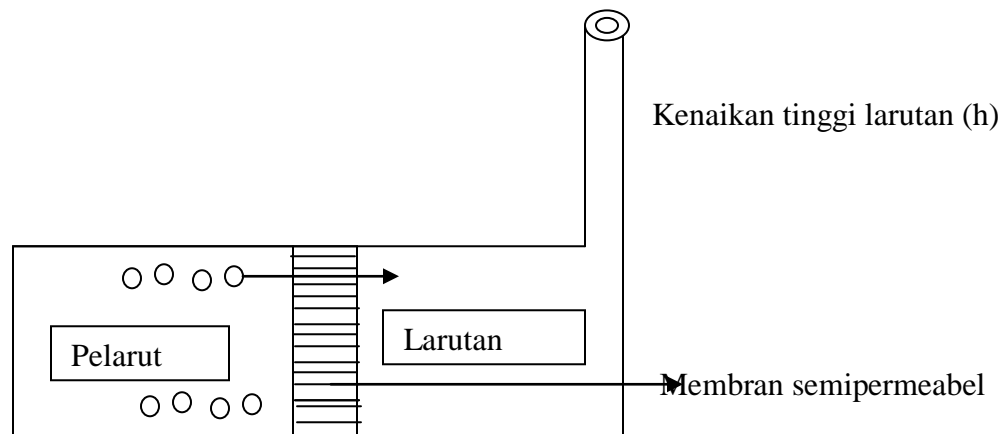 Kenaikan tinggi larutan (h)
Larutan
Pelarut
Membran semipermeabel